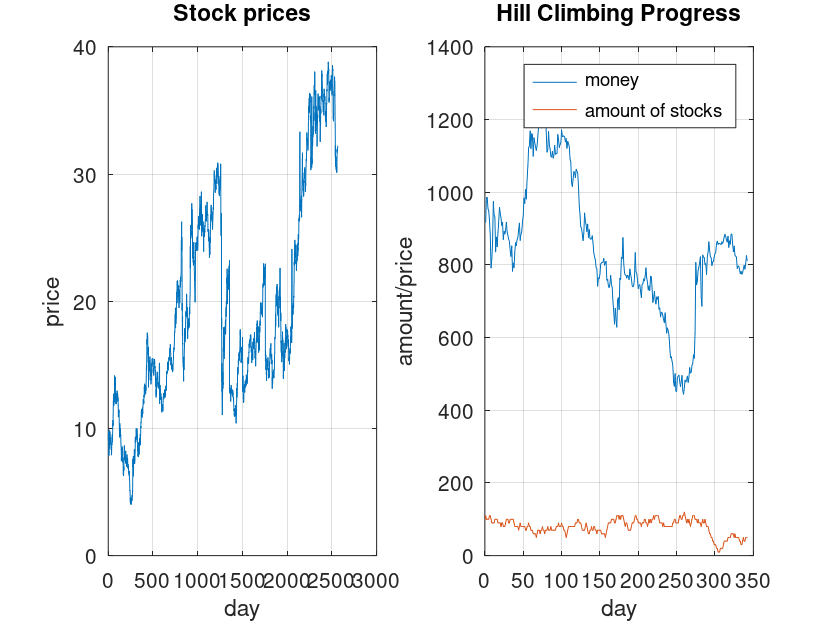 Stock prices
40
30
20
10
0
price
0 500 1000 1500 2000 2500 3000
day
Hill Climbing Progress
1400
1200
1000
800
600
400
200
0
amount/price
money
amount of stocks
0 50 100 150 200 250 300 350
day